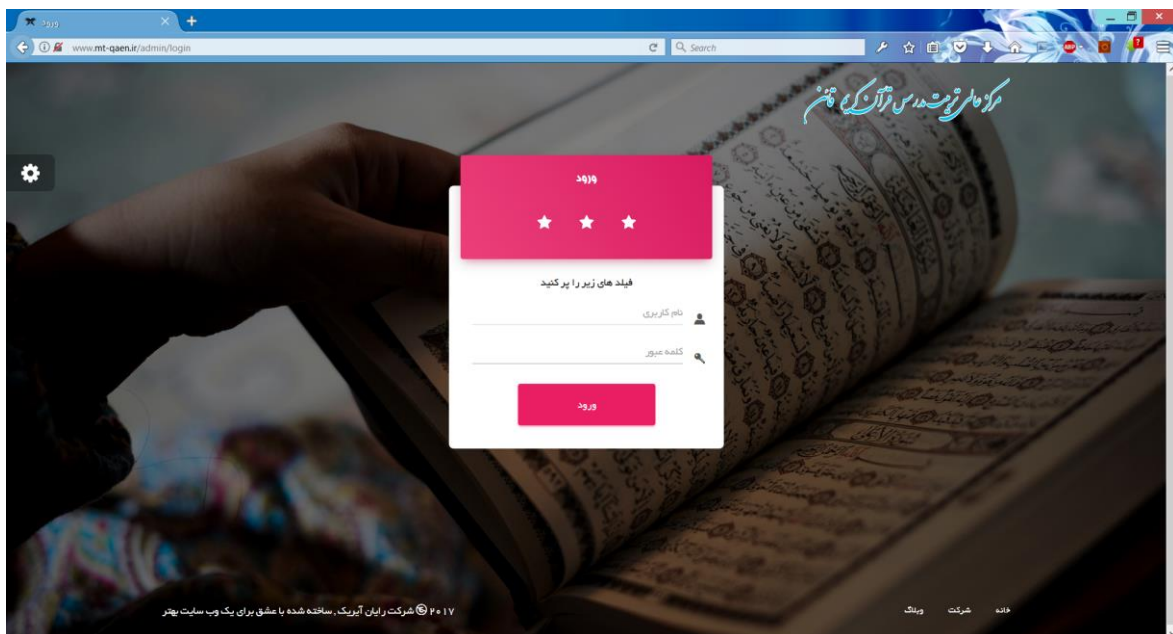 ورود
www.mt-qaen.ir/admin/login
Search
ABP
?
مرکز عالی تربیت مدرس قرآن کریم قائن
ورود
فیلد های زیر را پر کنید
نام کاربری
کلمه عبور
ورود
خانه
شرکت
وبلاگ
۲۰۱۷ © شرکت رایان آیریک, ساخته شده با عشق برای یک وب سایت بهتر